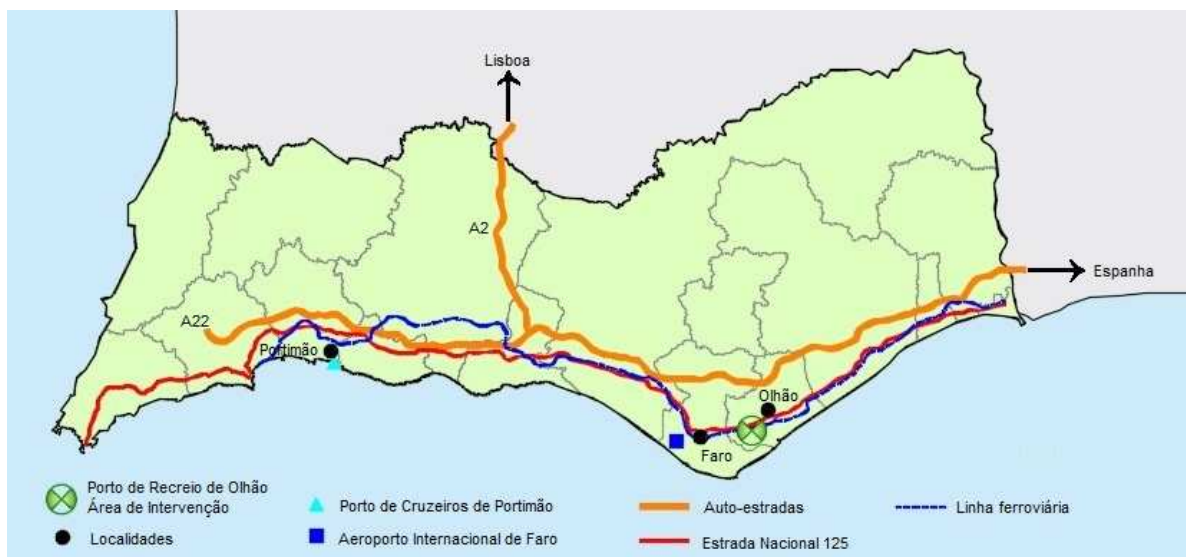 Lisboa
A2
Espanha
A22
Portimão
Olhão
Faro
Porto de Recreio de Olhão
Área de Intervenção
Porto de Cruzeiros de Portimão
Auto-estradas
Linha ferroviária
Localidades
Aeroporto Internacional de Faro
Estrada Nacional 125